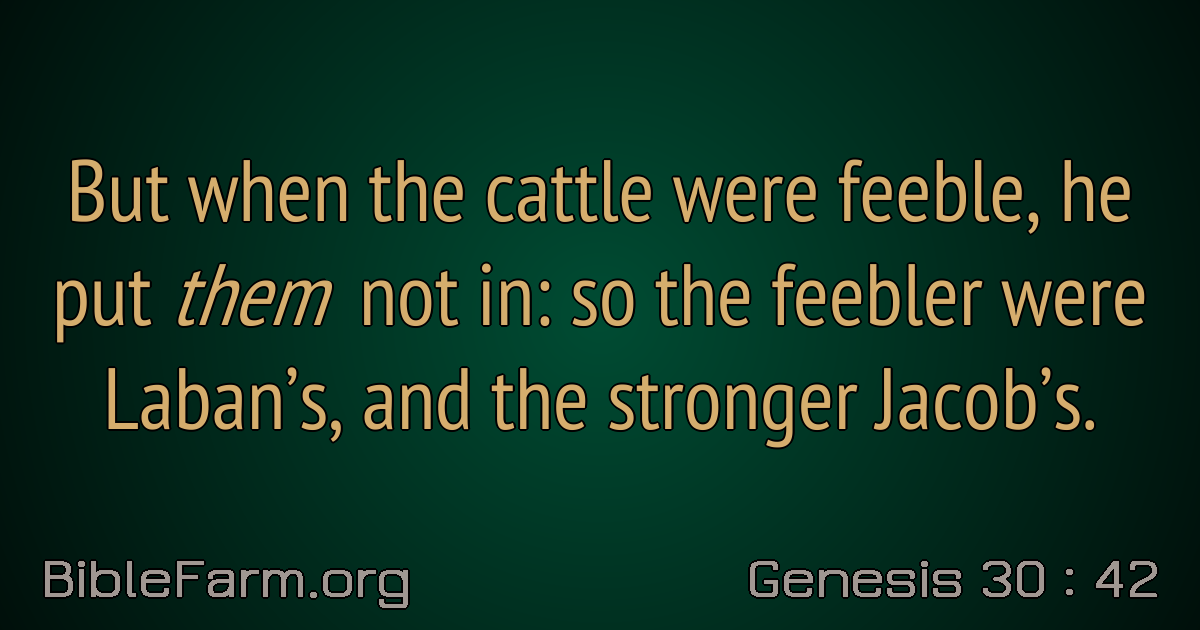 But when the cattle were feeble, he
put them not in: so the feebler were
Laban’s, and the stronger Jacob’s.
BibleFarm.org
Genesis 30 : 42